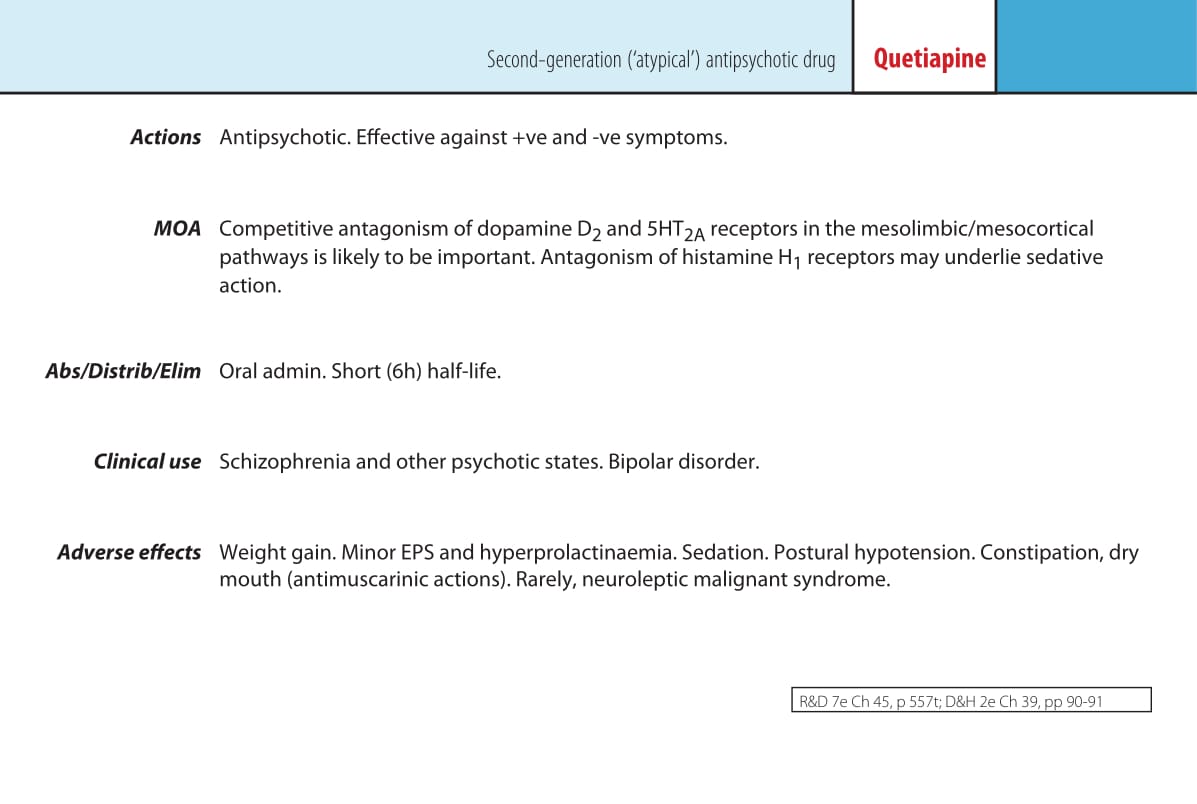 Second-generation (‘atypical’) antipsychotic drug Quetiapine
Actions Antipsychotic. Effective against +ve and -ve symptoms.
MOA Competitive antagonism of dopamine D2 and 5HT2A receptors in the mesolimbic/mesocortical
pathways is likely to be important. Antagonism of histamine H1 receptors may underlie sedative
action.
Abs/Distrib/Elim Oral admin. Short (6h) half-life.
Clinical use Schizophrenia and other psychotic states. Bipolar disorder.
Adverse effects Weight gain. Minor EPS and hyperprolactinaemia. Sedation. Postural hypotension. Constipation, dry
mouth (antimuscarinic actions). Rarely, neuroleptic malignant syndrome.
R&D 7e Ch 45, p 557t; D&H 2e Ch 39, pp 90-91